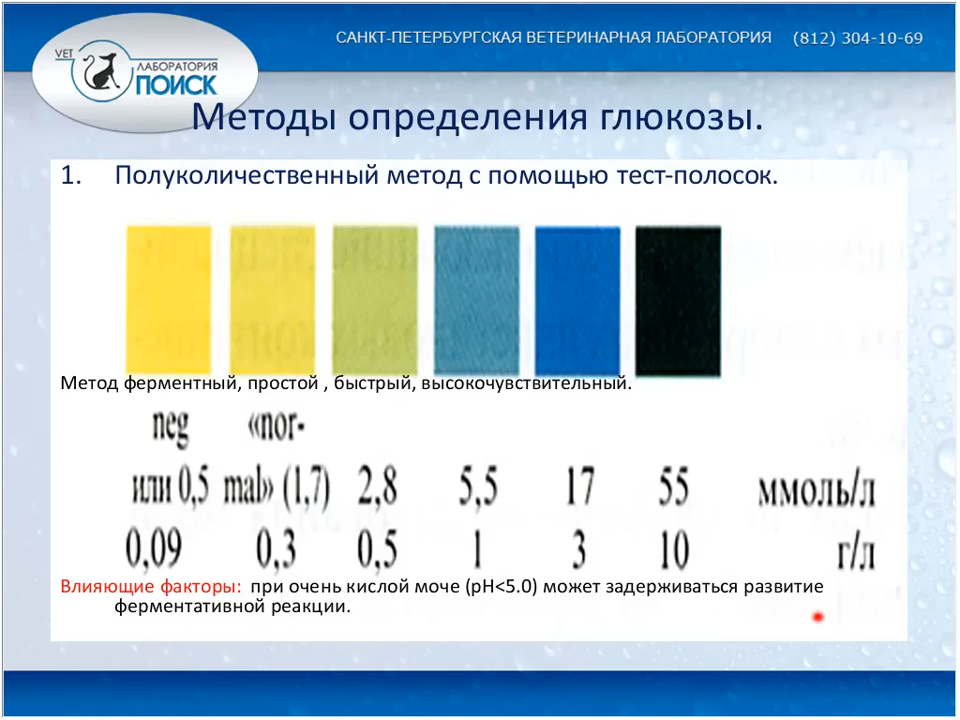 САНКТ-ПЕТЕРБУРГСКАЯ ВЕТЕРИНАРНАЯ ЛАБОРАТОРИЯ (812) 304-10-69
VET
ЛАБОРАТОРИЯ
ПОИСК
Методы определения глюкозы.
1. Полуколичественный метод с помощью тест-полосок.
Метод ферментный, простой , быстрый, высокочувствительный.
neg «nor-
или 0,5 mal» (1,7) 2,8 5,5 17 55 ммоль/л
0,09 0,3 0,5 1 3 10 г/л
Влияющие факторы: при очень кислой моче (pH<5.0) может задерживаться развитие
ферментативной реакции.